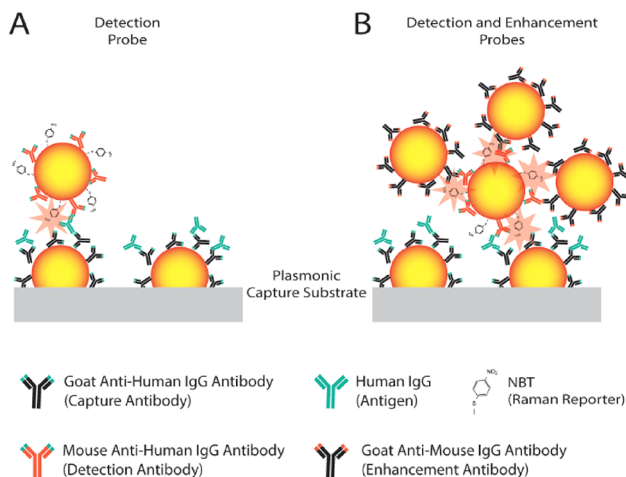 A
Detection
Probe
B
Detection and Enhancement
Probes
Plasmonic
Capture Substrate
Goat Anti-Human IgG Antibody
(Capture Antibody)
Human IgG
(Antigen)
NO₂
S
NBT
(Raman Reporter)
Mouse Anti-Human IgG Antibody
(Detection Antibody)
Goat Anti-Mouse IgG Antibody
(Enhancement Antibody)